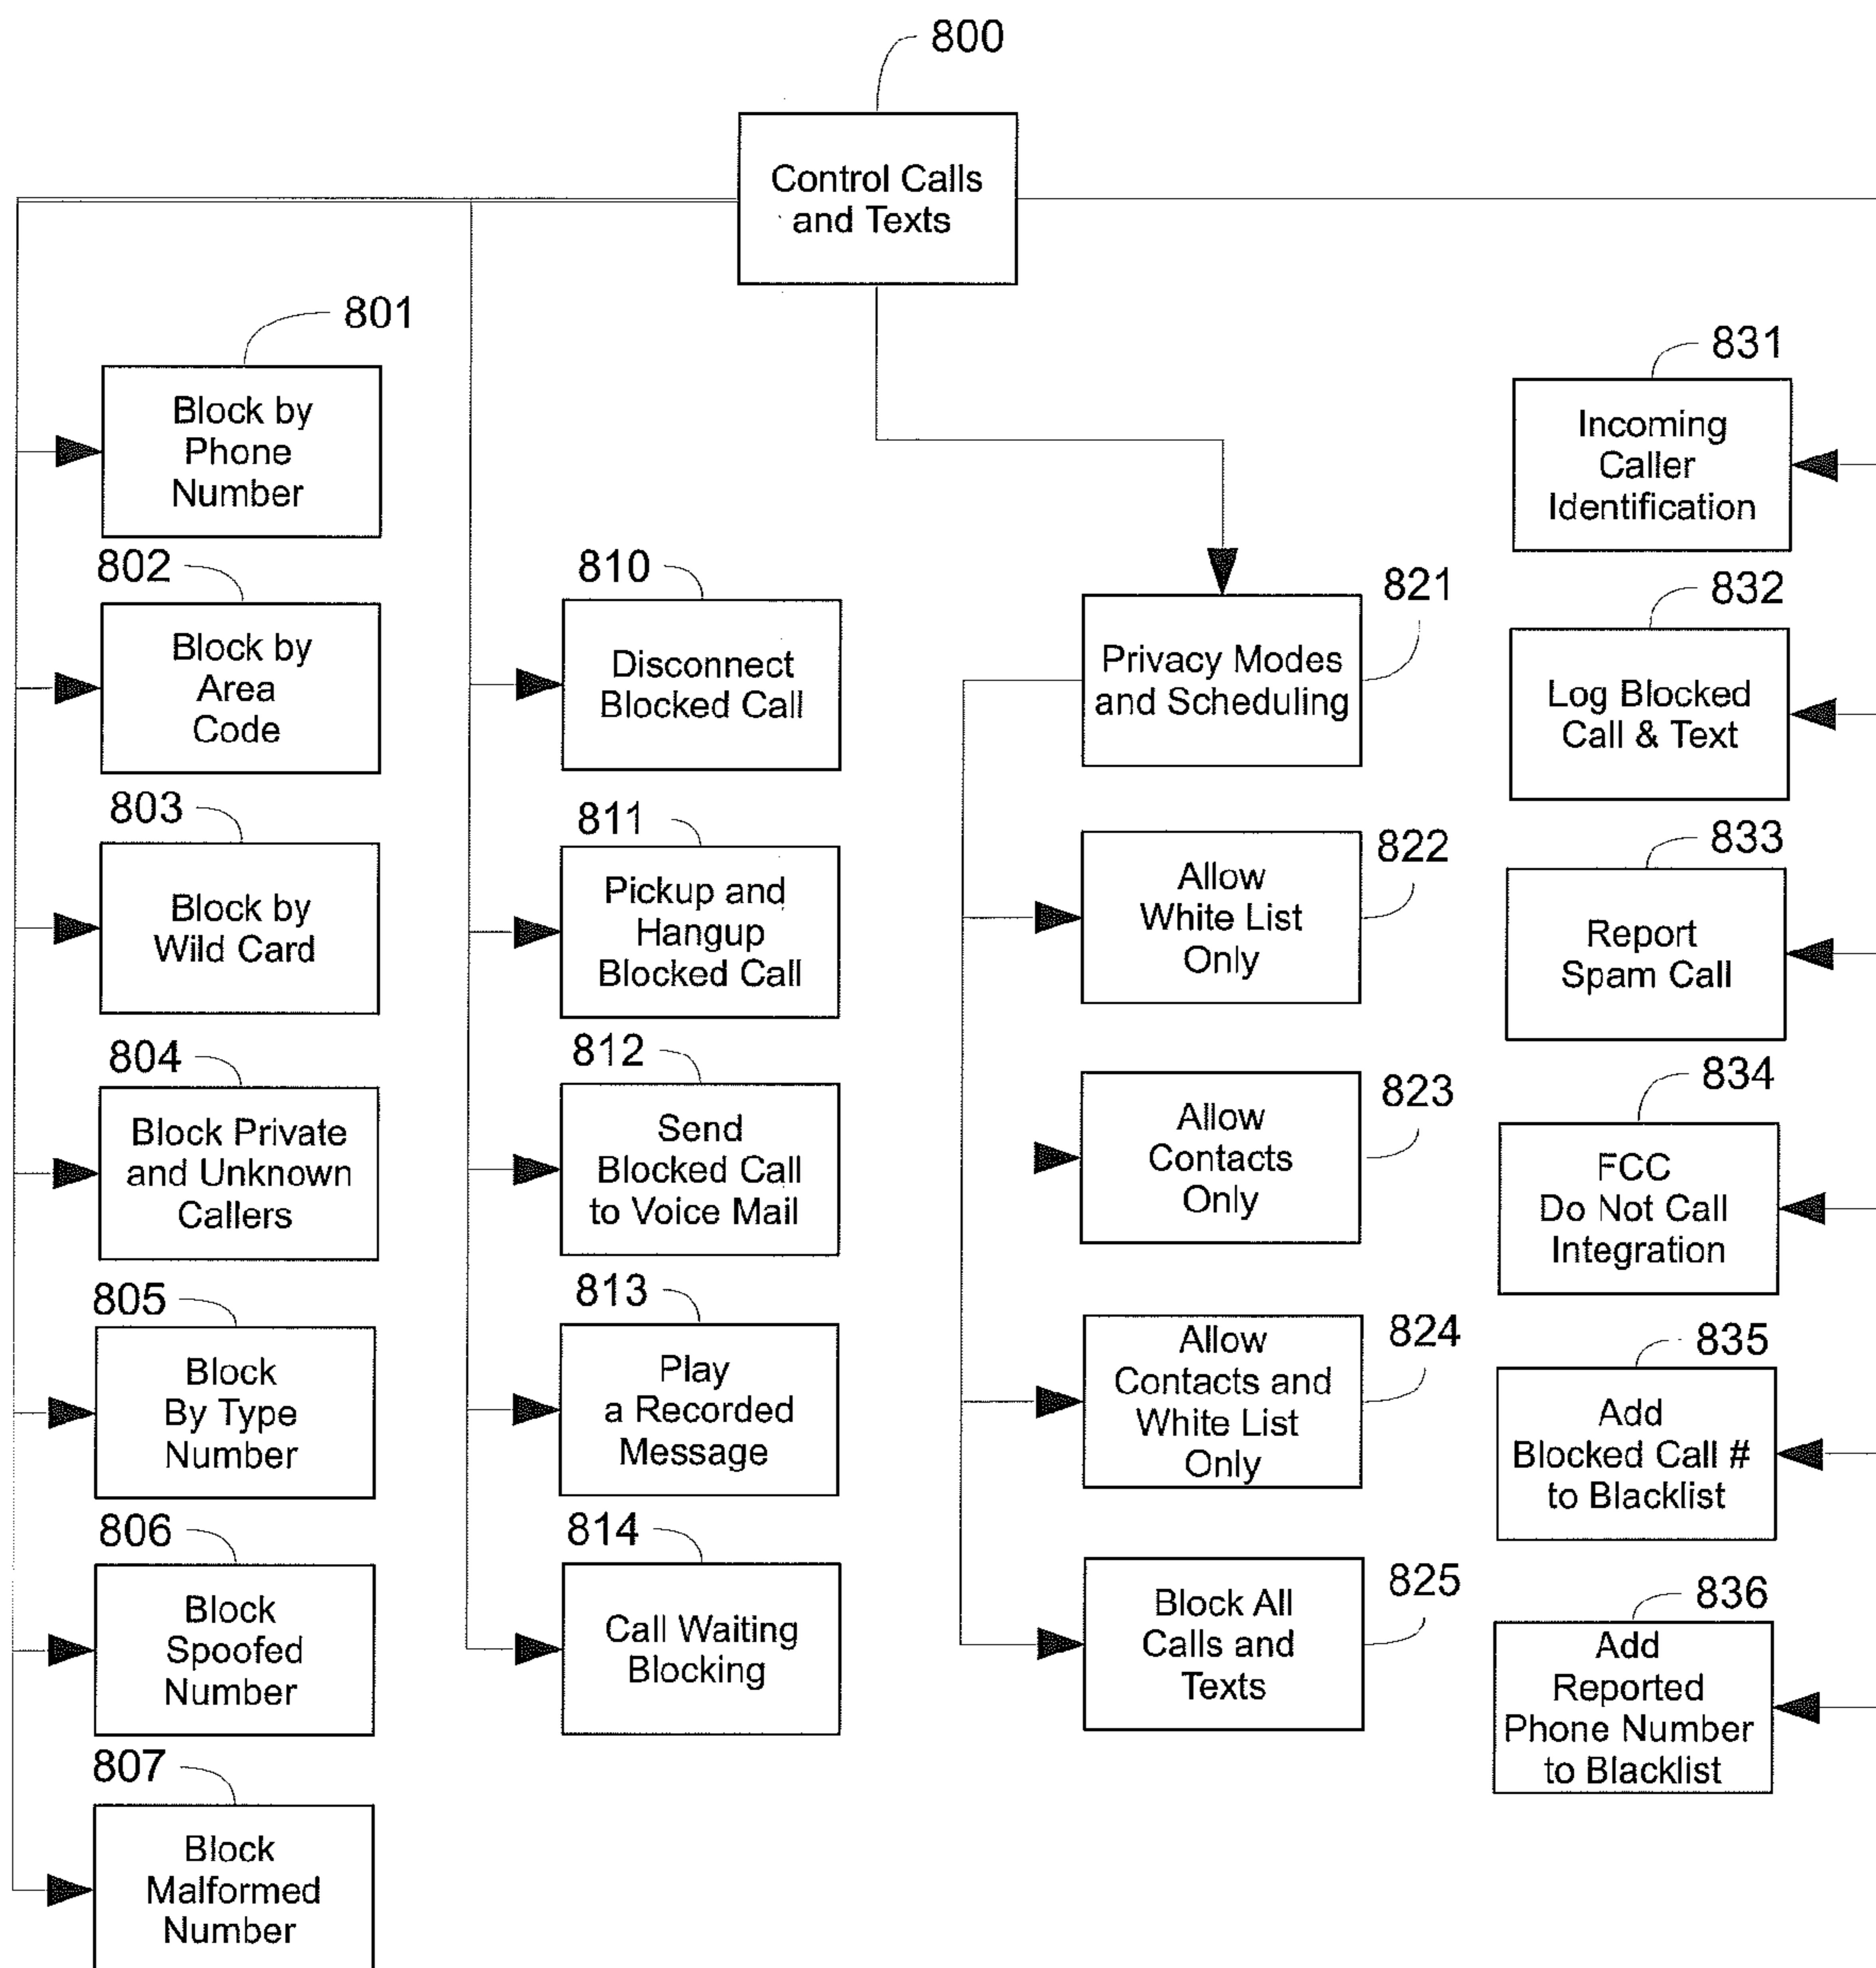 800
Control Calls
and Texts
801
Block by
Phone
Number
802
Block by
Area
Code
803
Block by
Wild Card
804
Block Private
and Unknown
Callers
805
Block
By Type
Number
806
Block
Spoofed
Number
807
Block
Malformed
Number
810
Disconnect
Blocked Call
811
Pickup and
Hangup
Blocked Call
812
Send
Blocked Call
to Voice Mail
813
Play
a Recorded
Message
814
Call Waiting
Blocking
821
Privacy Modes
and Scheduling
822
Allow
White List
Only
823
Allow
Contacts
Only
824
Allow
Contacts and
White List
Only
825
Block All
Calls and
Texts
831
Incoming
Caller
Identification
832
Log Blocked
Call & Text
833
Report
Spam Call
834
FCC
Do Not Call
Integration
835
Add
Blocked Call #
to Blacklist
836
Add
Reported
Phone Number
to Blacklist